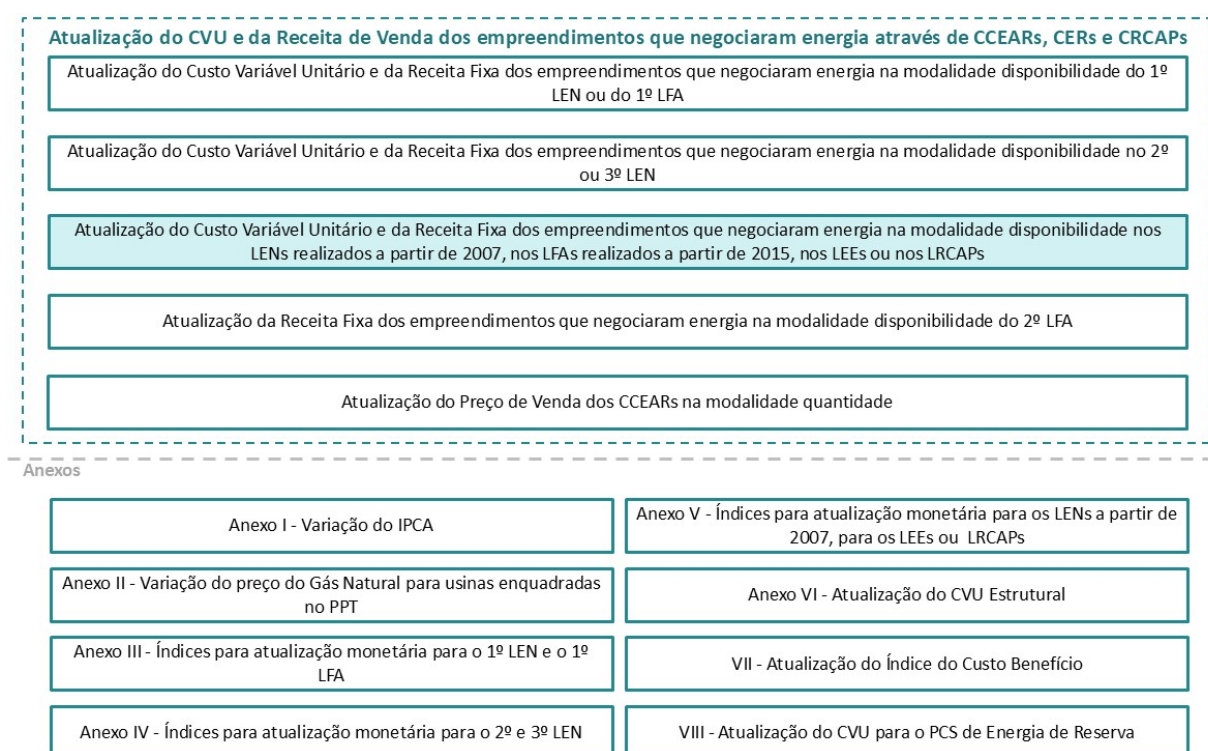 Atualização do CVU e da Receita de Venda dos empreendimentos que negociaram energia através de CCEARs, CERs e CRCAPs
Atualização do Custo Variável Unitário e da Receita Fixa dos empreendimentos que negociaram energia na modalidade disponibilidade do 1º
LEN ou do 1º LFA
Atualização do Custo Variável Unitário e da Receita Fixa dos empreendimentos que negociaram energia na modalidade disponibilidade no 2º
ou 3º LEN
Atualização do Custo Variável Unitário e da Receita Fixa dos empreendimentos que negociaram energia na modalidade disponibilidade nos
LENs realizados a partir de 2007, nos LFAs realizados a partir de 2015, nos LEEs ou nos LRCAPs
Atualização da Receita Fixa dos empreendimentos que negociaram energia na modalidade disponibilidade do 2º LFA
Atualização do Preço de Venda dos CCEARs na modalidade quantidade
Anexos
Anexo I - Variação do IPCA
Anexo II - Variação do preço do Gás Natural para usinas enquadradas
no PPT
Anexo III - Índices para atualização monetária para o 1º LEN e o 1º
LFA
Anexo IV - Índices para atualização monetária para o 2º e 3º LEN
Anexo V - Índices para atualização monetária para os LENs a partir de
2007, para os LEEs ou LRCAPs
Anexo VI - Atualização do CVU Estrutural
VII - Atualização do Índice do Custo Benefício
VIII - Atualização do CVU para o PCS de Energia de Reserva